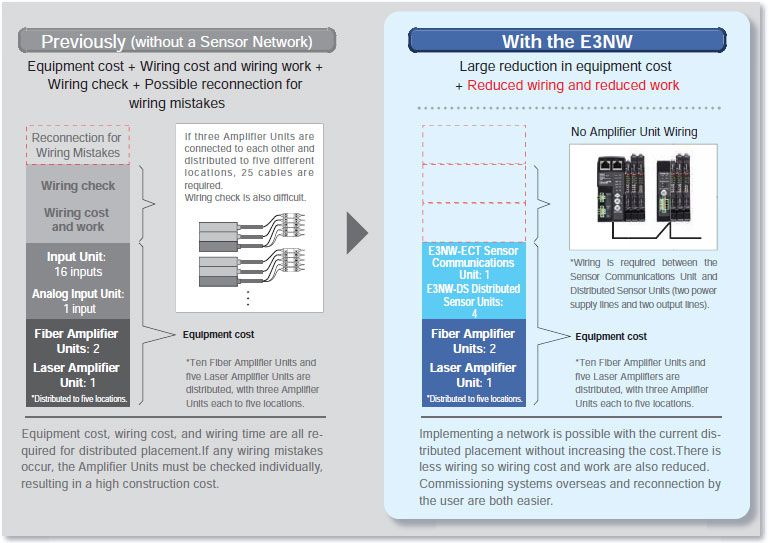 Previously (without a Sensor Network)
Equipment cost + Wiring cost and wiring work +
Wiring check + Possible reconnection for
wiring mistakes
Reconnection for
Wiring Mistakes
Wiring check
Wiring cost
and work
Input Unit:
16 inputs
Analog Input Unit:
1 input
Fiber Amplifier
Units: 2
Laser Amplifier
Unit: 1
*Distributed to five locations.
If three Amplifier Units are
connected to each other and
distributed to five different
locations, 25 cables are
required.
Wiring check is also difficult.
Equipment cost
*Ten Fiber Amplifier Units and
five Laser Amplifier Units are
distributed, with three Amplifier
Units each to five locations.
Equipment cost, wiring cost, and wiring time are all re-
quired for distributed placement.If any wiring mistakes
occur, the Amplifier Units must be checked individually,
resulting in a high construction cost.
With the E3NW
Large reduction in equipment cost
+ Reduced wiring and reduced work
No Amplifier Unit Wiring
*Wiring is required between the
Sensor Communications Unit and
Distributed Sensor Units (two power
supply lines and two output lines).
E3NW-ECT Sensor
Communications
Unit: 1
E3NW-DS Distributed
Sensor Units:
4
Fiber Amplifier
Units: 2
Laser Amplifier
Unit: 1
*Distributed to five locations.
Equipment cost
*Ten Fiber Amplifier Units and
five Laser Amplifiers are
distributed, with three Amplifier
Units each to five locations.
Implementing a network is possible with the current dis-
tributed placement without increasing the cost.There is
less wiring so wiring cost and work are also reduced.
Commissioning systems overseas and reconnection by
the user are both easier.